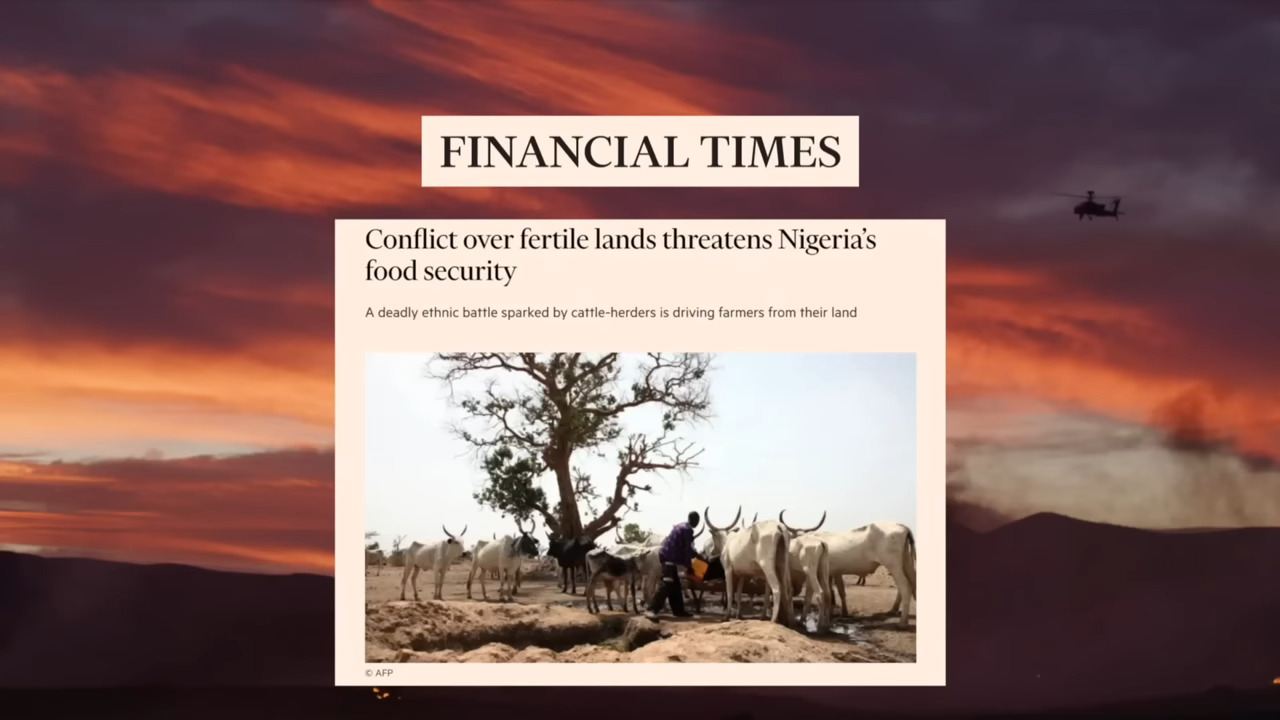 FINANCIAL TIMES
Conflict over fertile lands threatens Nigeria’s
food security
A deadly ethnic battle sparked by cattle-herders is driving farmers from their land
© AFP